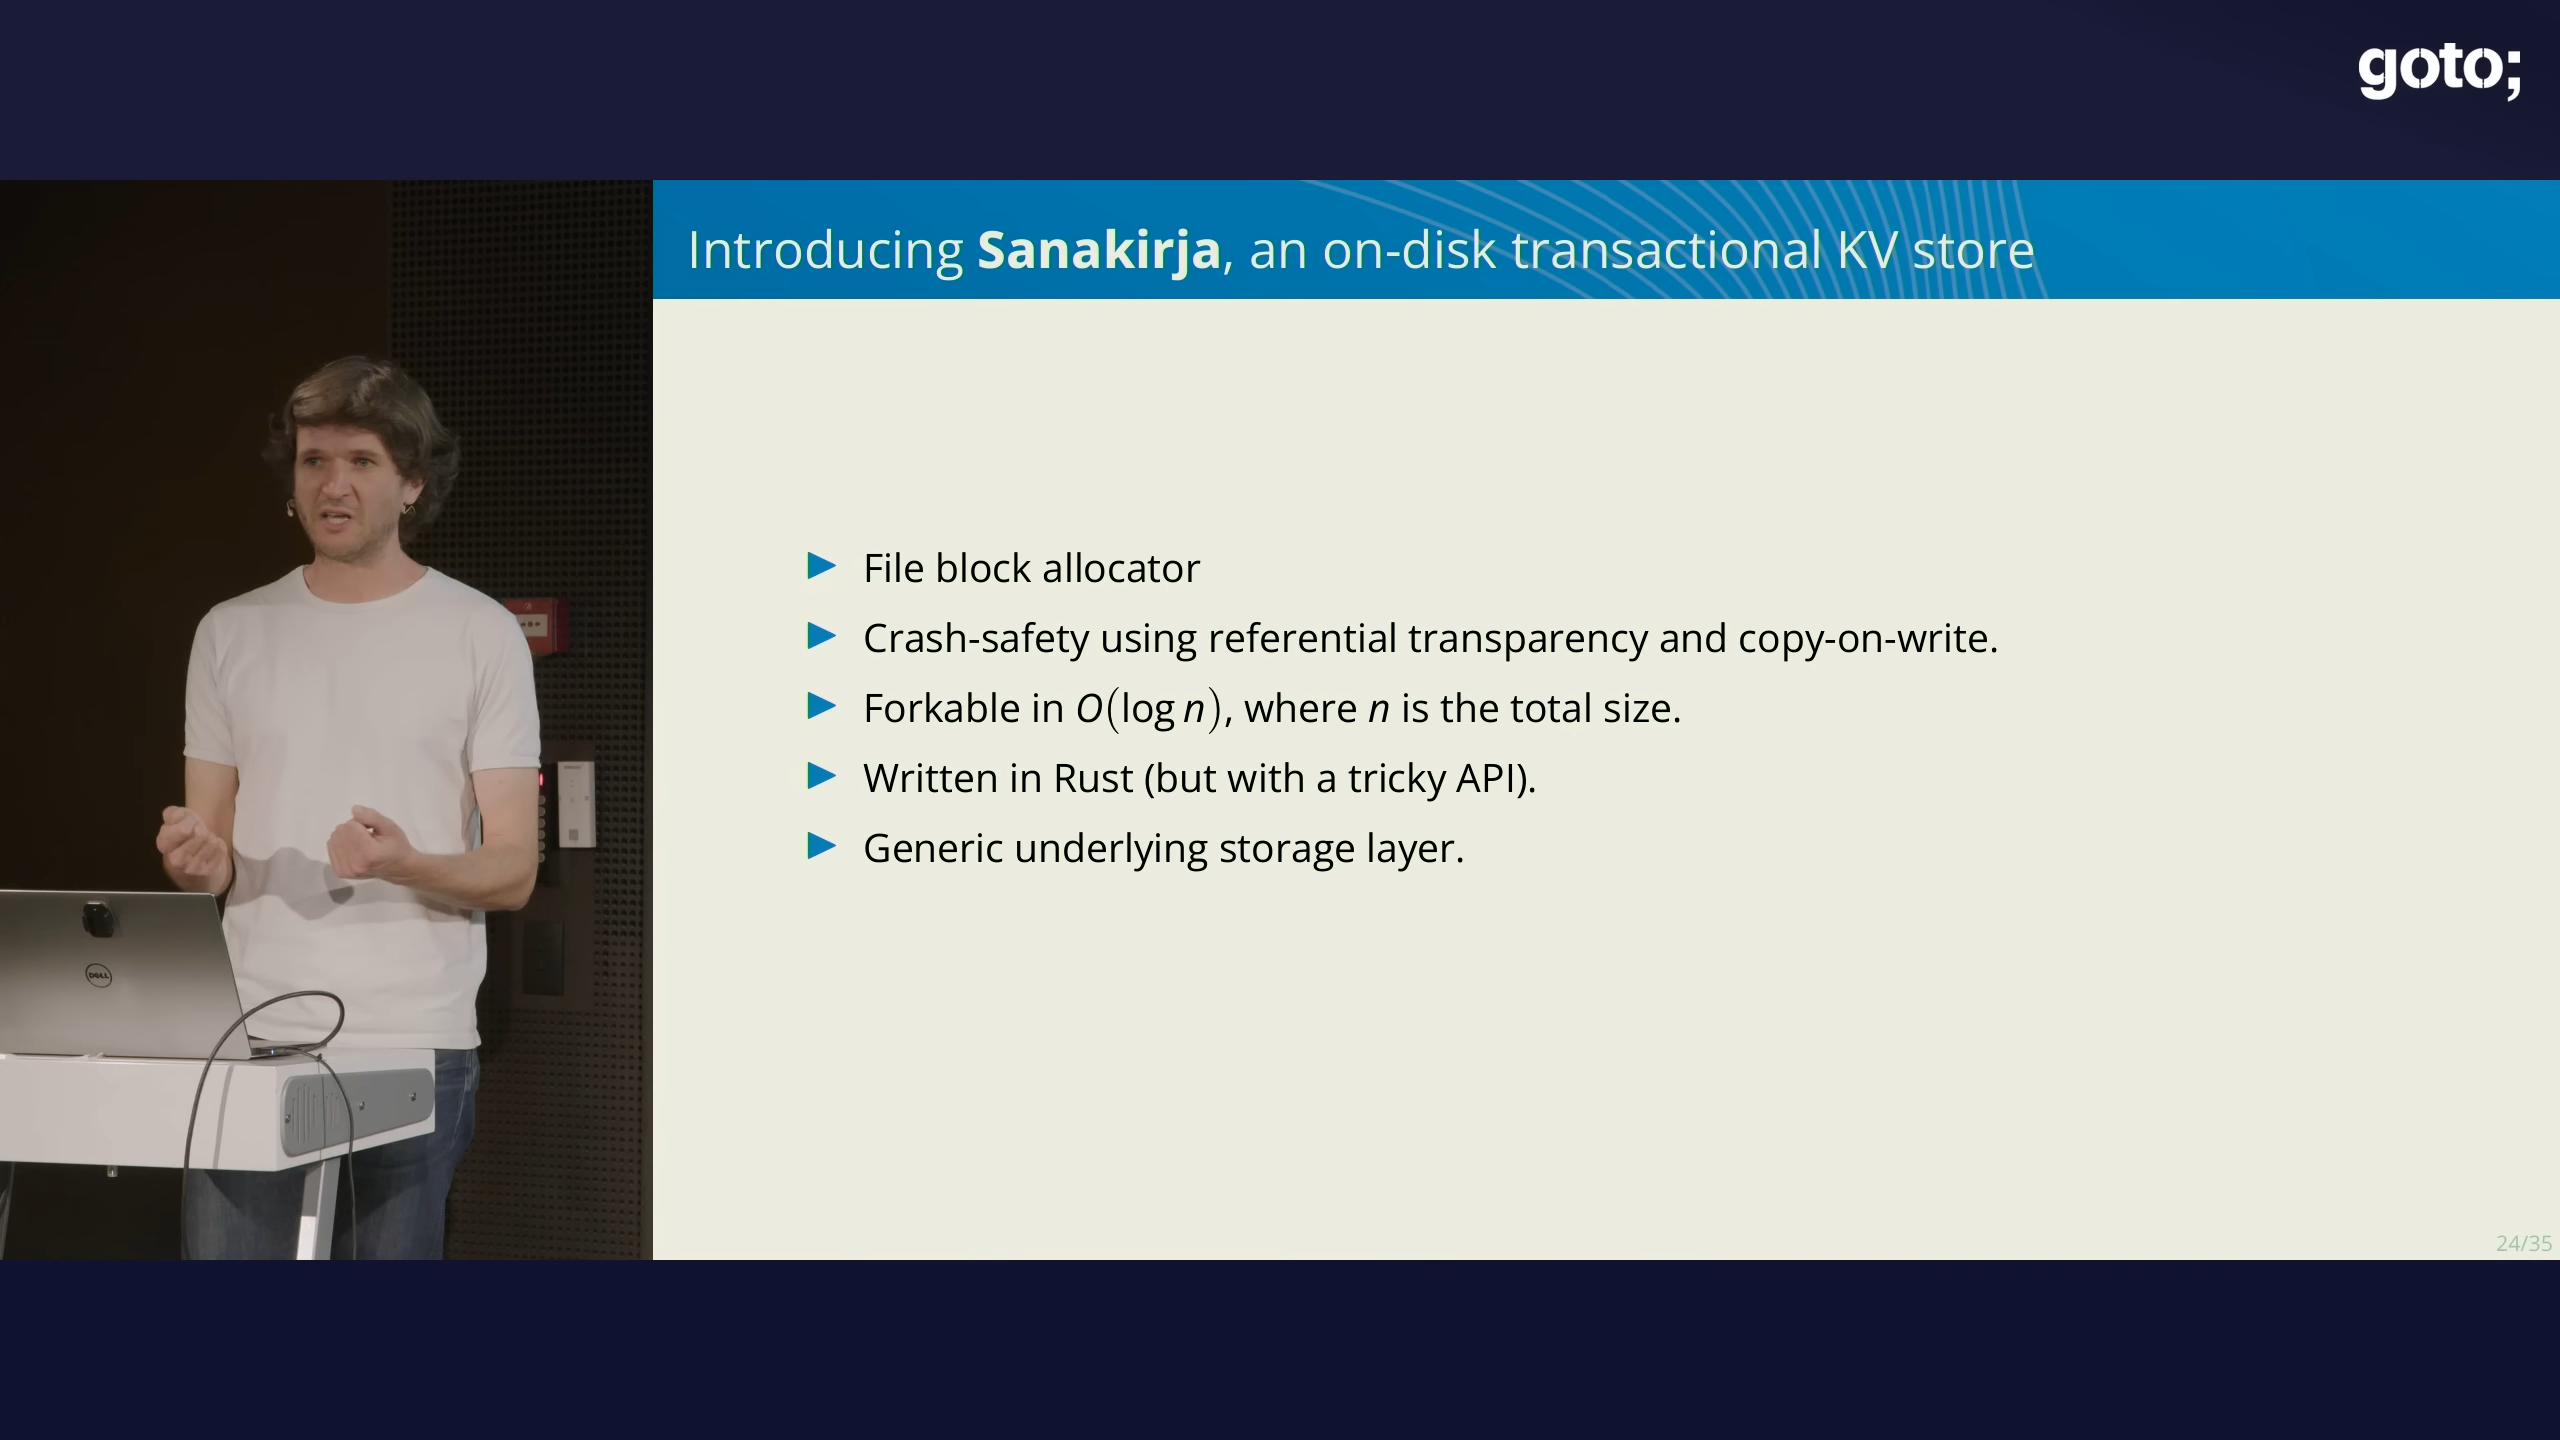 goto;
Introducing Sanakirja, an on-disk transactional KV store
File block allocator
Crash-safety using referential transparency and copy-on-write.
Forkable in O(log n), where n is the total size.
Written in Rust (but with a tricky API).
Generic underlying storage layer.
DELL
24/35